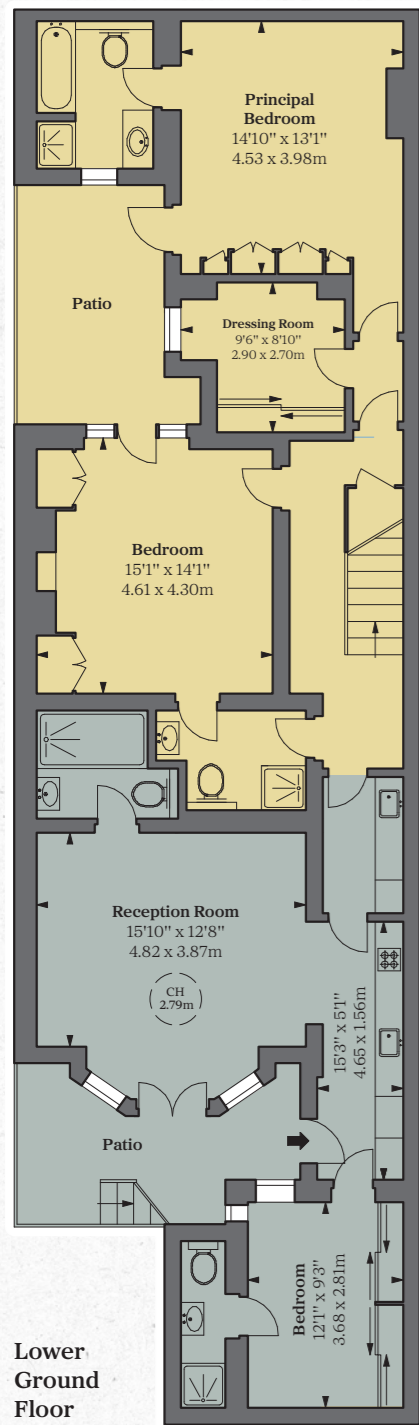 Principal
Bedroom
14'10" x 13'1"
4.53 x 3.98m
Patio
Dressing Room
9'6" x 8'10"
2.90 x 2.70m
Bedroom
15'1" x 14'1"
4.61 x 4.30m
Reception Room
15'10" x 12'8"
4.82 x 3.87m
CH
2.79m
15'3" x 5'1"
4.65 x 1.56m
Patio
Bedroom
12'1" x 9'3"
3.68 x 2.81m
Lower
Ground
Floor